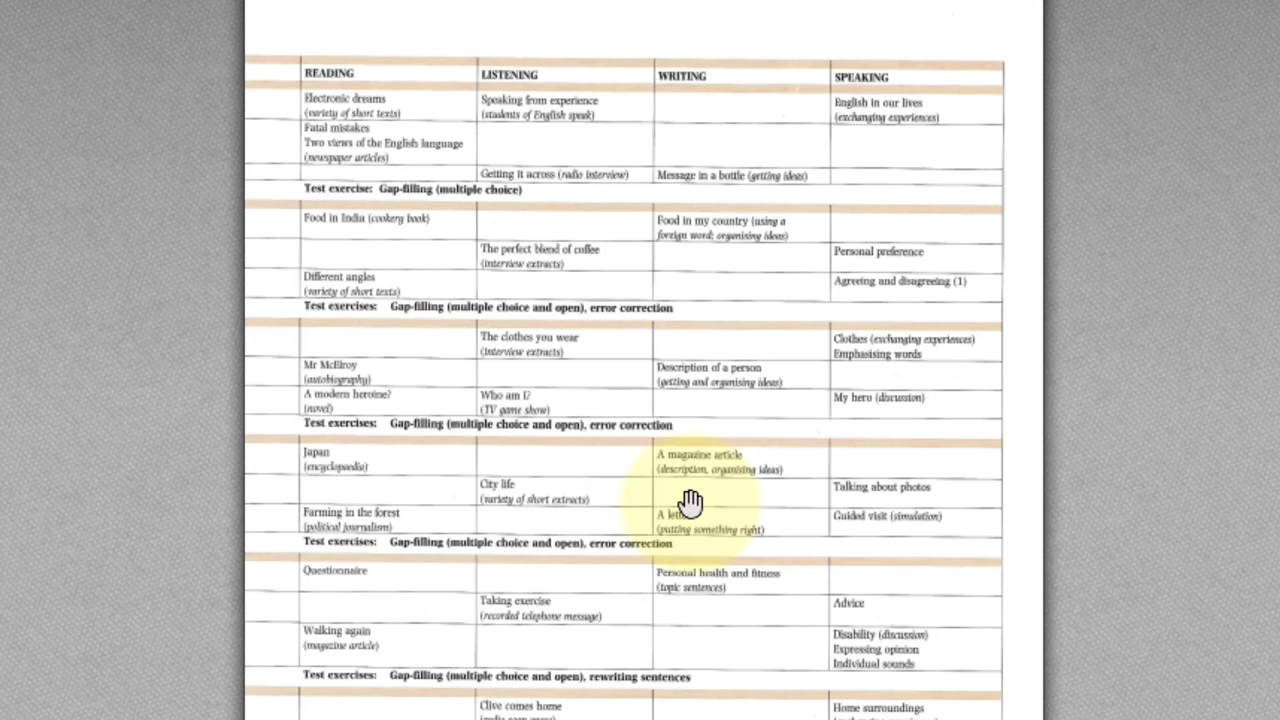 READING LISTENING WRITING SPEAKING
Electronic dreams Speaking from experience English in our lives
(variety of short texts) (students of English speak) (exchanging experiences)
Fatal mistakes
Two views of the English language
(newspaper articles)
Getting it across (radio interview) Message in a bottle (getting ideas)
Test exercise: Gap-filling (multiple choice)
Food in India (cookery book) Food in my country (using a
foreign word; organising ideas)
The perfect blend of coffee Personal preference
(interview extracts)
Different angles Agreeing and disagreeing (1)
(variety of short texts)
Test exercises: Gap-filling (multiple choice and open), error correction
The clothes you wear Clothes (exchanging experiences)
(interview extracts) Emphasising words
Mr McElroy Description of a person
(autobiography) (getting and organising ideas)
A modern heroine? Who am I? My hero (discussion)
(novel) (TV game show)
Test exercises: Gap-filling (multiple choice and open), error correction
Japan A magazine article
(encyclopaedia) (description, organising ideas)
City life Talking about photos
(variety of short extracts)
Farming in the forest A Guided visit (simulation)
(political journalism) (putting something right)
Test exercises: Gap-filling (multiple choice and open), error correction
Questionnaire Personal health and fitness
(topic sentences)
Taking exercise Advice
(recorded telephone message)
Walking again Disability (discussion)
(magazine article) Expressing opinion
Individual sounds
Test exercises: Gap-filling (multiple choice and open), rewriting sentences
Clive comes home Home surroundings